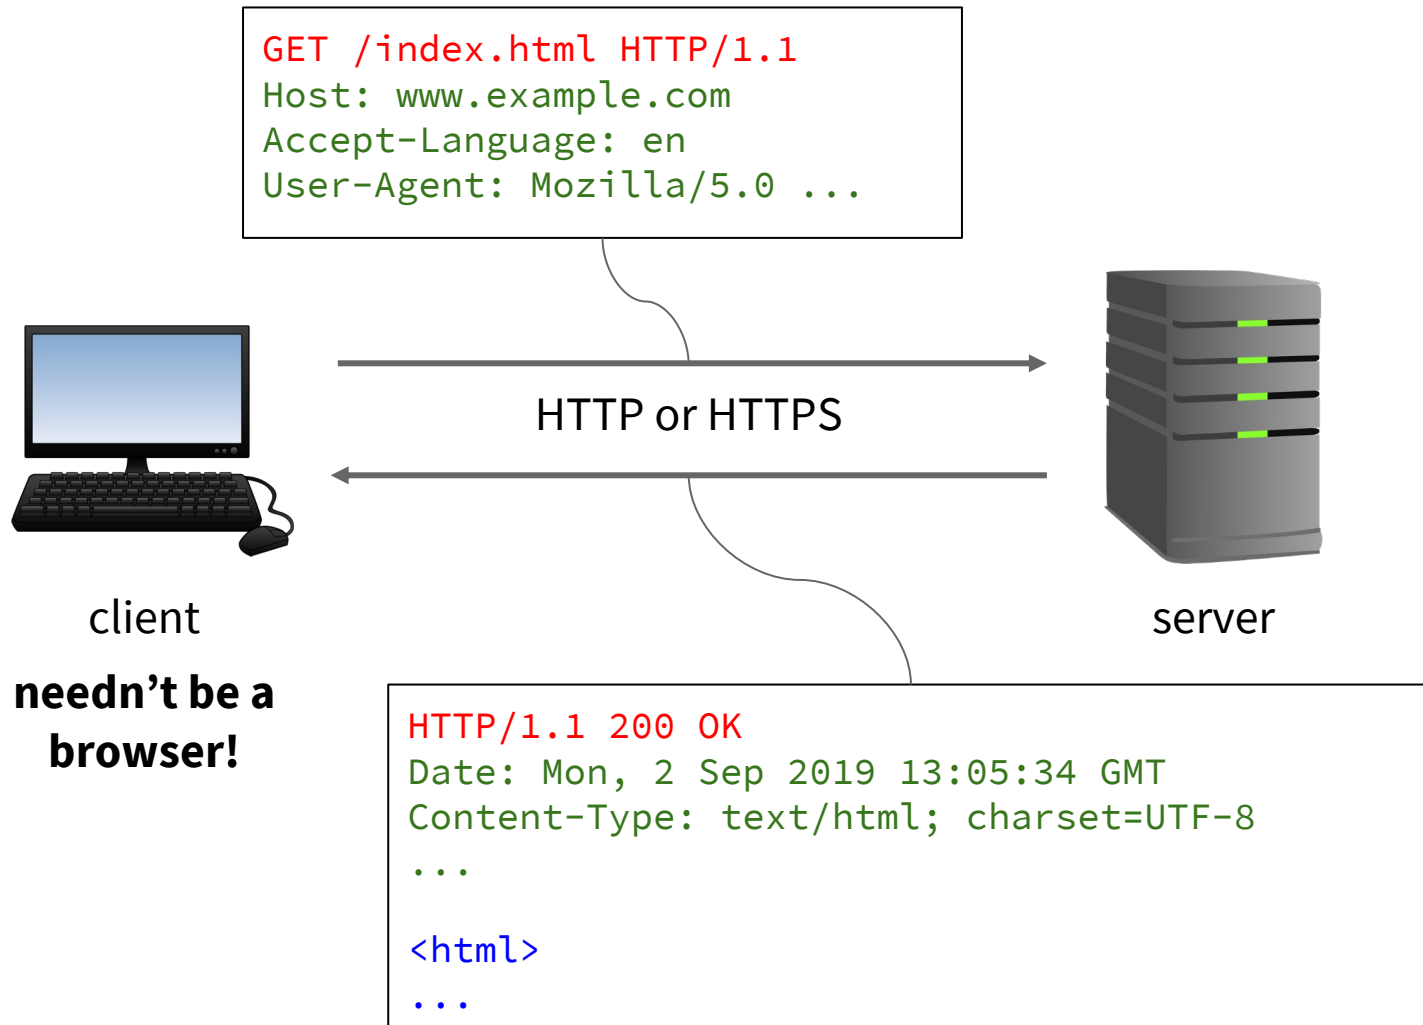 GET /index.html HTTP/1.1
Host: www.example.com
Accept-Language: en
User-Agent: Mozilla/5.0 ...
HTTP or HTTPS
client
needn’t be a
browser!
server
HTTP/1.1 200 OK
Date: Mon, 2 Sep 2019 13:05:34 GMT
Content-Type: text/html; charset=UTF-8
...
<html>
...